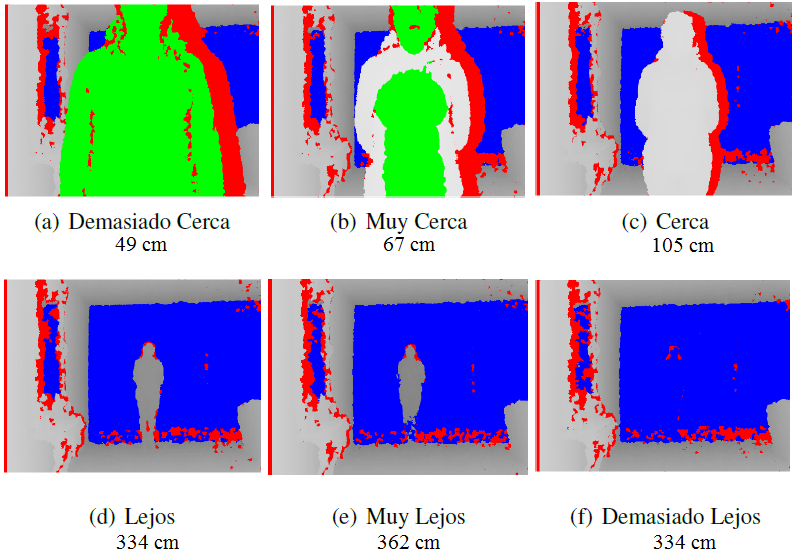 (a) Demasiado Cerca
49 cm
(b) Muy Cerca
67 cm
(c) Cerca
105 cm
(d) Lejos
334 cm
(e) Muy Lejos
362 cm
(f) Demasiado Lejos
334 cm